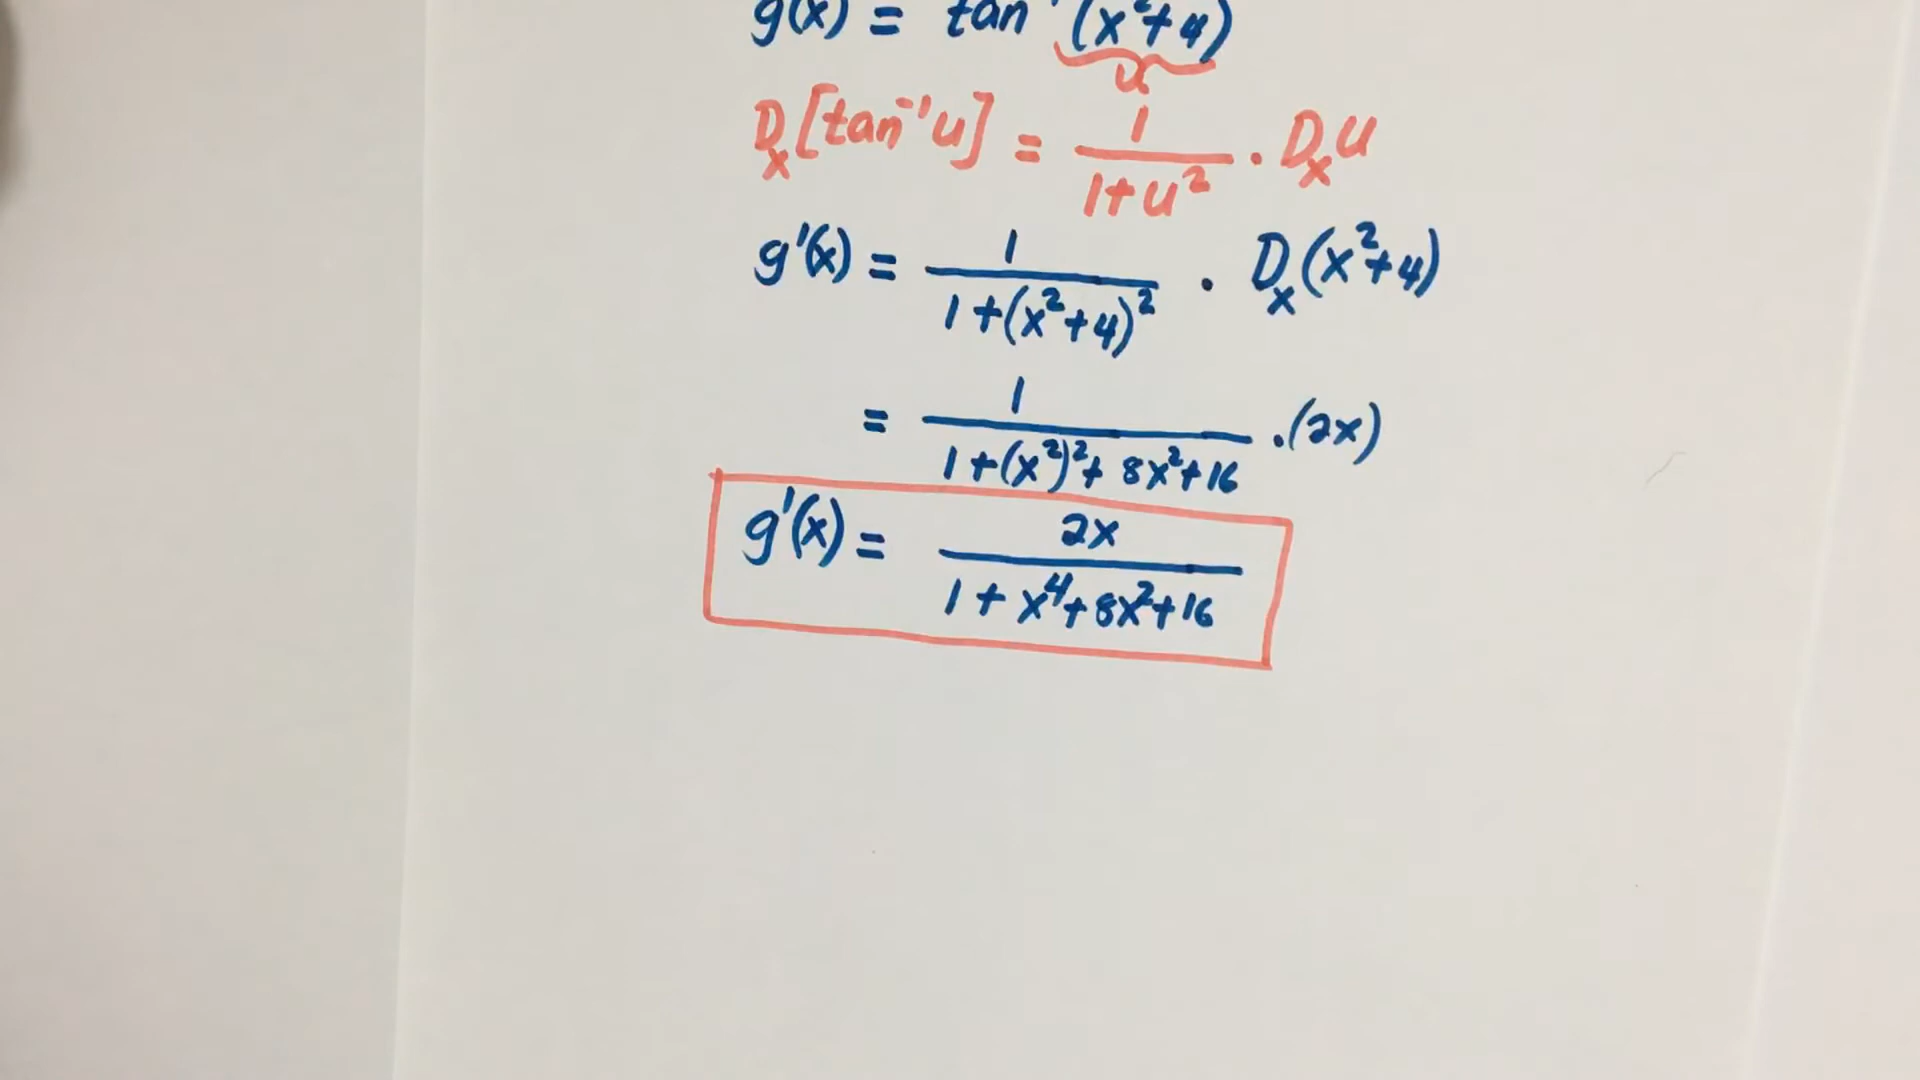 g(x) = tan⁻¹(x²+4)
u
Dₓ[tan⁻¹u] = 1/(1+u²) · Dₓu
g'(x) = 1/(1+(x²+4)²) · Dₓ(x²+4)
= 1/(1+(x²)²+8x²+16) · (2x)
g'(x) = 2x/(1+x⁴+8x²+16)